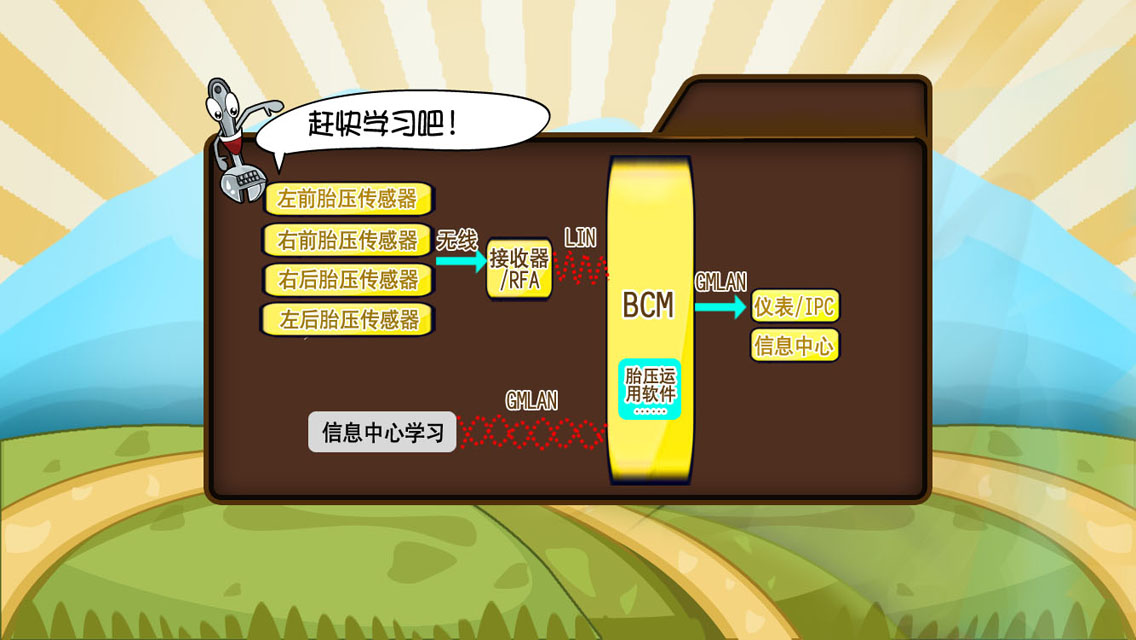 赶快学习吧！
左前胎压传感器
右前胎压传感器
右后胎压传感器
左后胎压传感器
无线
接收器
/RFA
LIN
BCM
胎压运
用软件
……
GMLAN
仪表/IPC
信息中心
GMLAN
信息中心学习